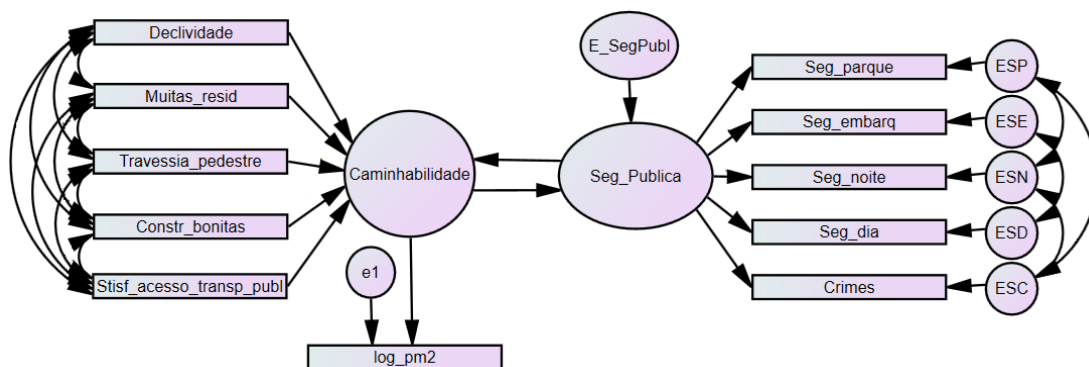 Declividade
Muitas_resid
Travessia_pedestre
Constr_bonitas
Stisf_acesso_transp_publ
Caminhabilidade
e1
log_pm2
E_SegPubl
Seg_Publica
Seg_parque
Seg_embarq
Seg_noite
Seg_dia
Crimes
ESP
ESE
ESN
ESD
ESC